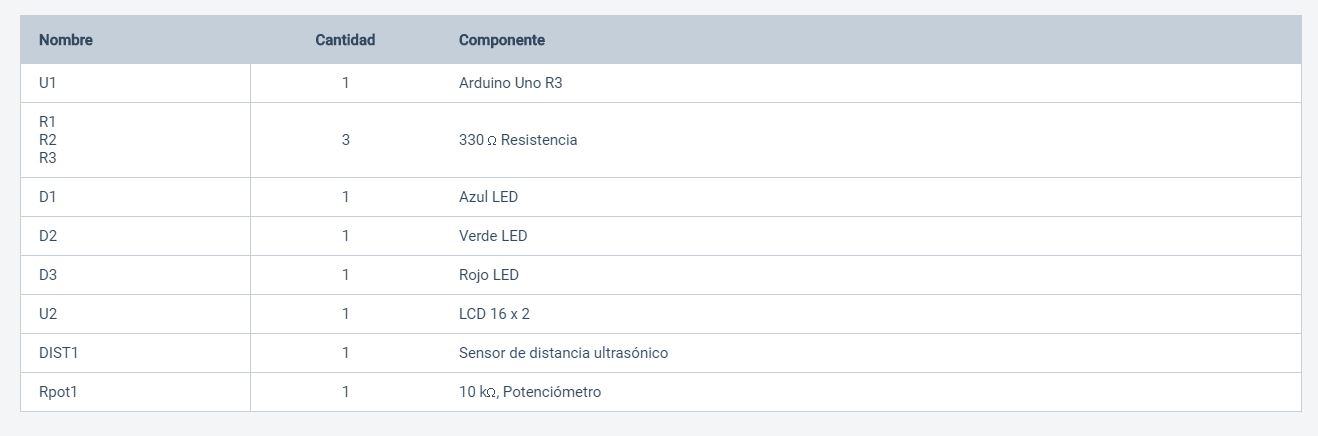 Nombre Cantidad Componente
U1 1 Arduino Uno R3
R1
R2 3 330 Ω Resistencia
R3
D1 1 Azul LED
D2 1 Verde LED
D3 1 Rojo LED
U2 1 LCD 16 x 2
DIST1 1 Sensor de distancia ultrasónico
Rpot1 1 10 kΩ, Potenciómetro